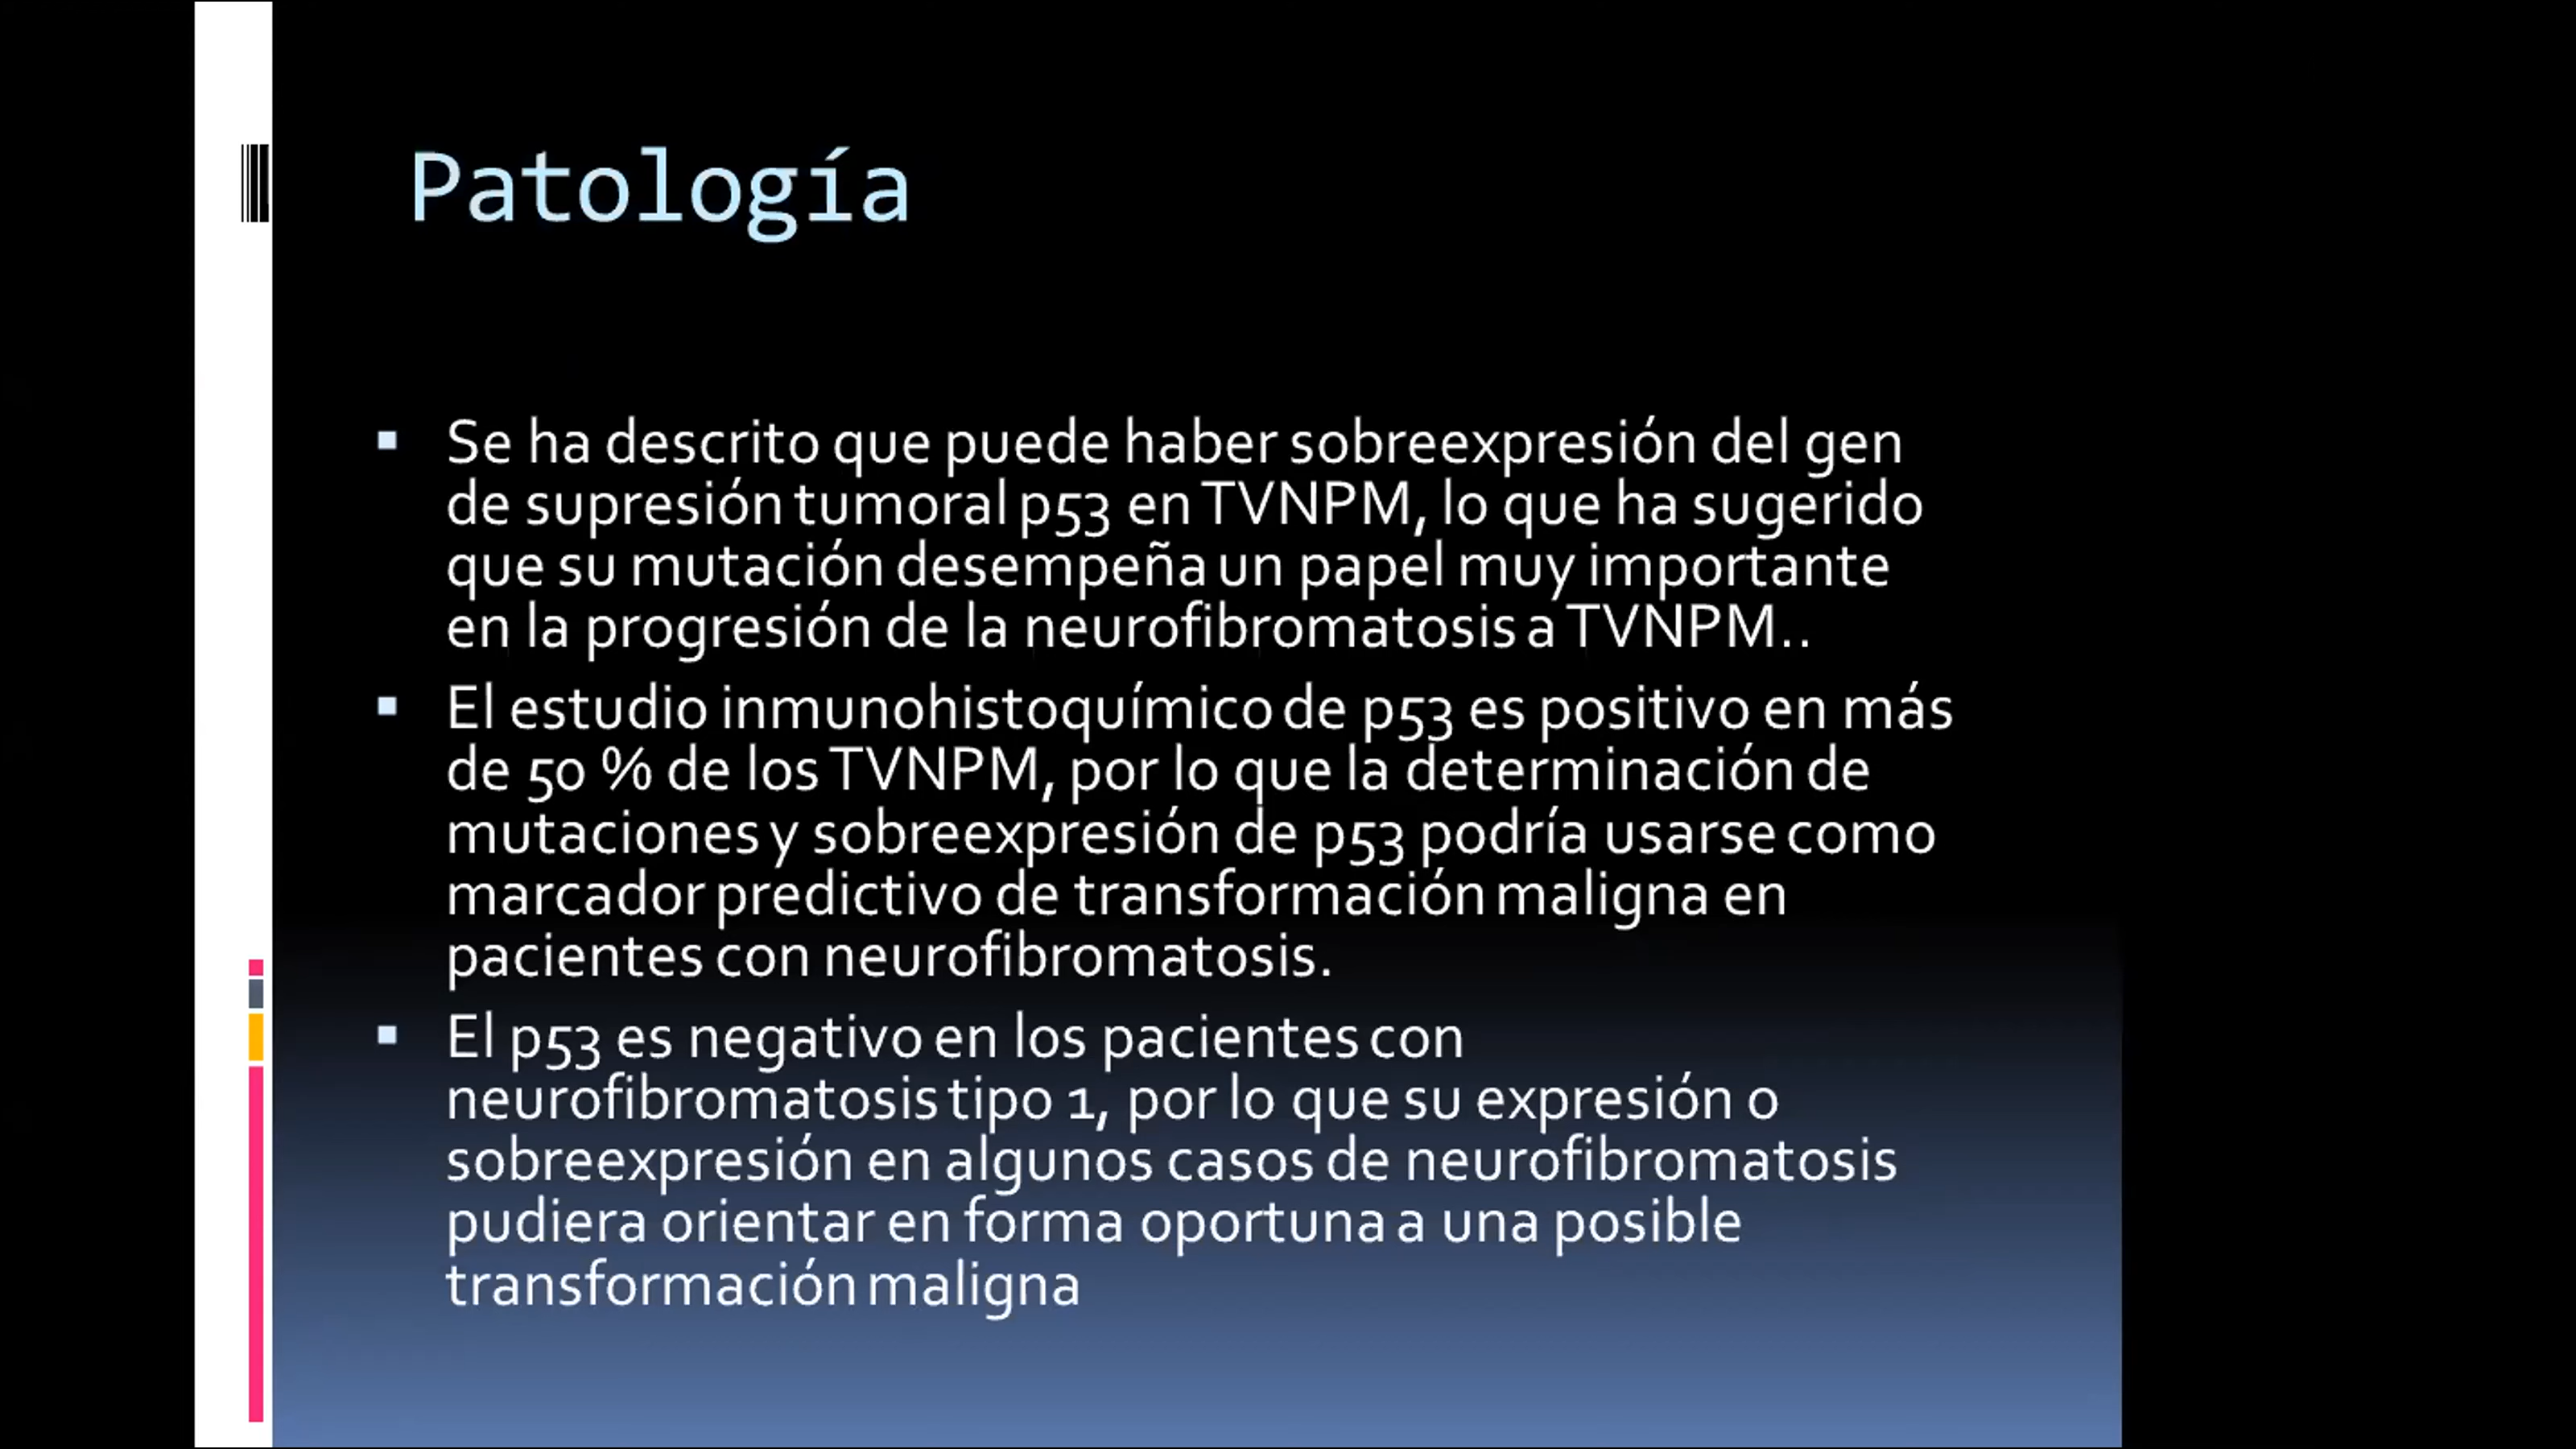 Patología
Se ha descrito que puede haber sobreexpresión del gen
de supresión tumoral p53 en TVNPM, lo que ha sugerido
que su mutación desempeña un papel muy importante
en la progresión de la neurofibromatosis a TVNPM..
El estudio inmunohistoquímico de p53 es positivo en más
de 50 % de los TVNPM, por lo que la determinación de
mutaciones y sobreexpresión de p53 podría usarse como
marcador predictivo de transformación maligna en
pacientes con neurofibromatosis.
El p53 es negativo en los pacientes con
neurofibromatosis tipo 1, por lo que su expresión o
sobreexpresión en algunos casos de neurofibromatosis
pudiera orientar en forma oportuna a una posible
transformación maligna